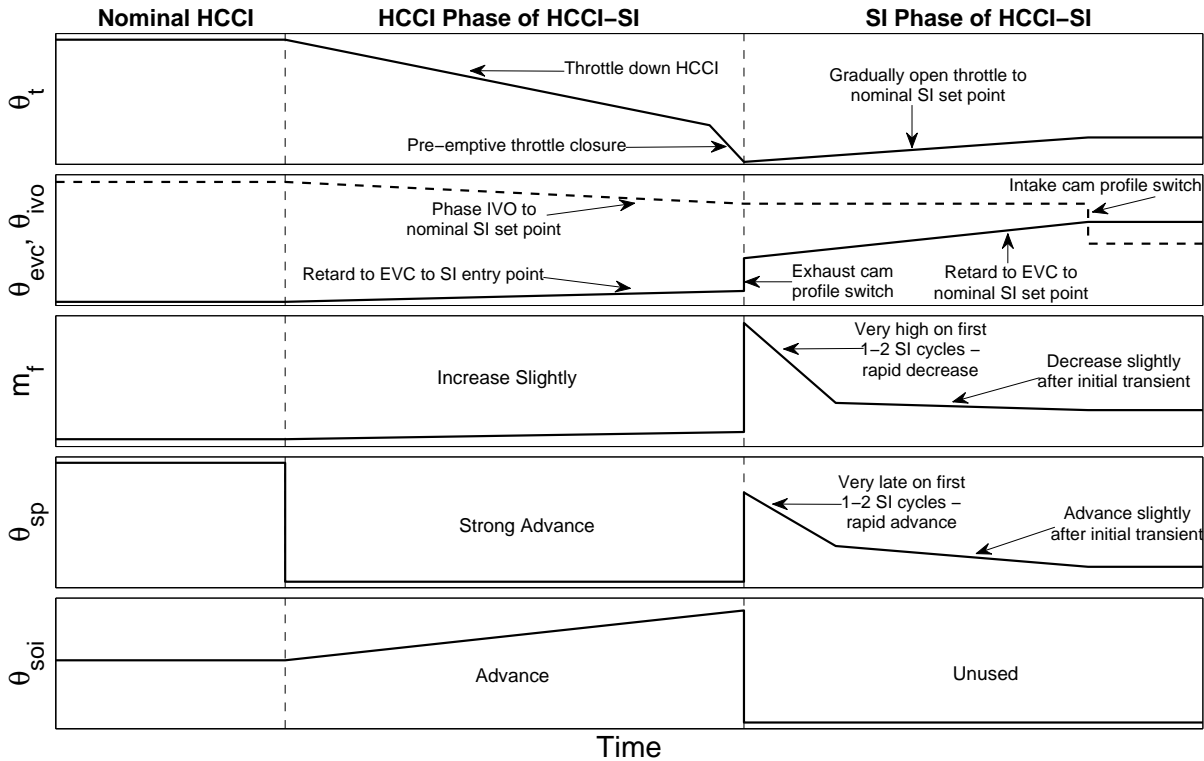 Nominal HCCI
HCCI Phase of HCCI−SI
SI Phase of HCCI−SI
θt
Throttle down HCCI
Pre−emptive throttle closure
Gradually open throttle to
nominal SI set point
θevc, θivo
Phase IVO to
nominal SI set point
Retard to EVC to SI entry point
Exhaust cam
profile switch
Intake cam profile switch
Retard to EVC to
nominal SI set point
mf
Increase Slightly
Very high on first
1−2 SI cycles −
rapid decrease
Decrease slightly
after initial transient
θsp
Strong Advance
Very late on first
1−2 SI cycles −
rapid advance
Advance slightly
after initial transient
θsoi
Advance
Unused
Time